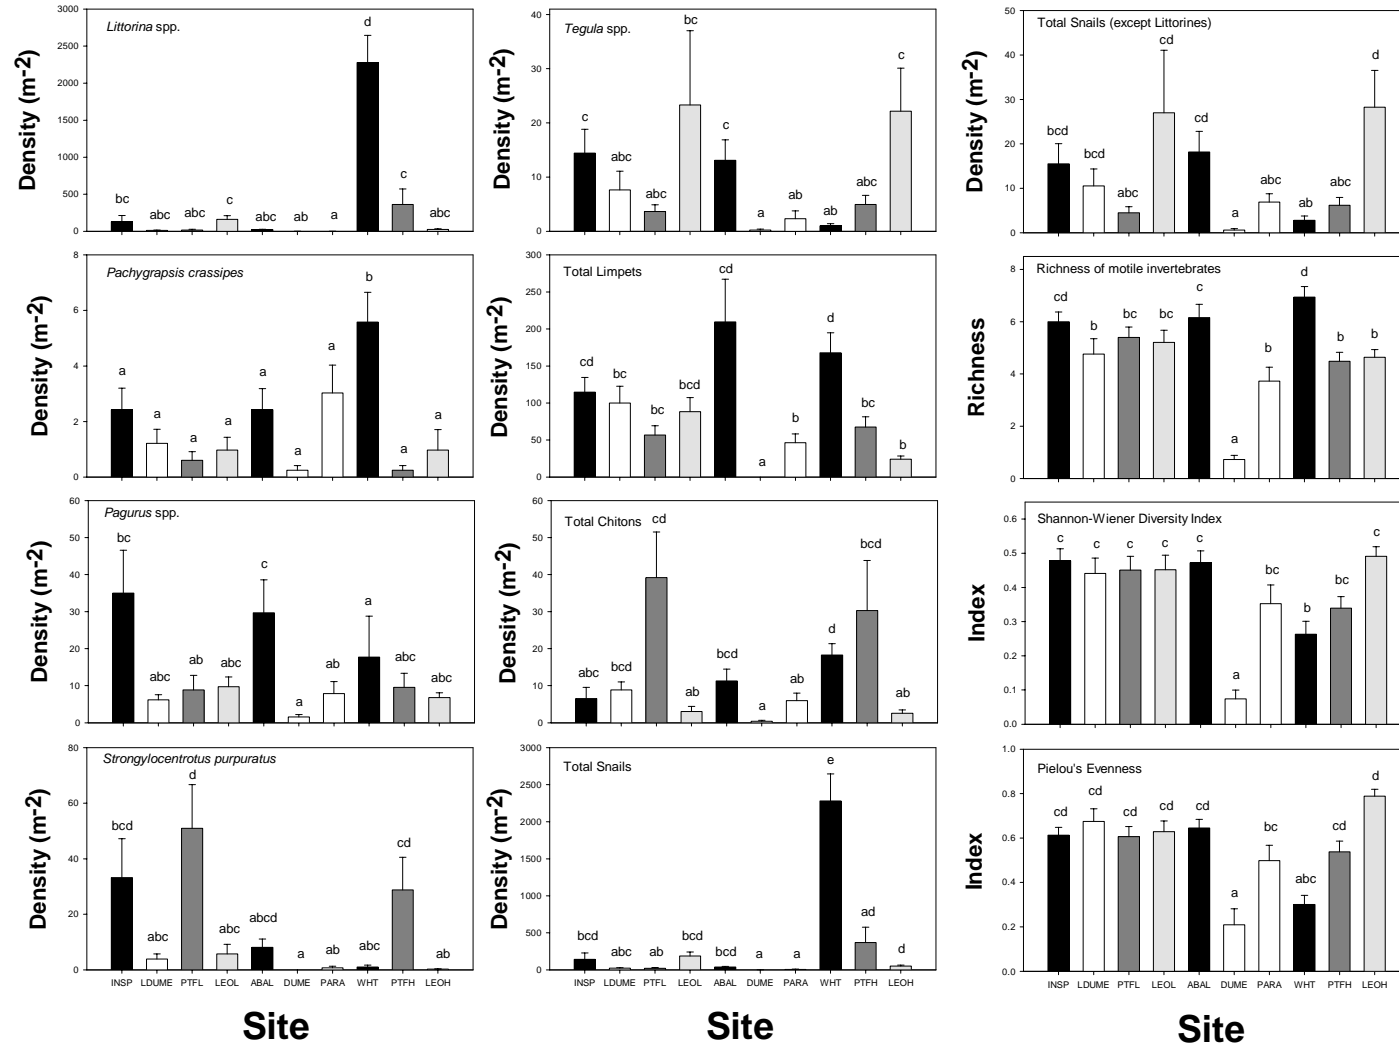 Littorina spp.
Density (m-2)
3000
2500
2000
1500
1000
500
0
bc
abc
abc
c
abc
ab
a
d
c
abc
Tegula spp.
Density (m-2)
40
30
20
10
0
c
abc
abc
bc
c
a
ab
ab
abc
c
Total Snails (except Littorines)
Density (m-2)
50
40
30
20
10
0
bcd
bcd
abc
cd
cd
a
abc
ab
abc
d
Pachygrapsis crassipes
Density (m-2)
8
6
4
2
0
a
a
a
a
a
a
a
b
a
a
Total Limpets
Density (m-2)
300
250
200
150
100
50
0
cd
bc
bc
bcd
cd
a
b
d
bc
b
Richness of motile invertebrates
Richness
8
6
4
2
0
cd
b
bc
bc
c
a
b
d
b
b
Pagurus spp.
Density (m-2)
60
50
40
30
20
10
0
bc
abc
ab
abc
c
a
ab
a
abc
abc
Total Chitons
Density (m-2)
60
50
40
30
20
10
0
abc
bcd
cd
ab
bcd
a
ab
d
bcd
ab
Shannon-Wiener Diversity Index
Index
0.6
0.5
0.4
0.3
0.2
0.1
0.0
c
c
c
c
c
a
bc
b
bc
c
Strongylocentrotus purpuratus
Density (m-2)
80
60
40
20
0
bcd
abc
d
abc
abcd
a
ab
abc
cd
ab
INSP LDUME PTFL LEOL ABAL DUME PARA WHT PTFH LEOH
Site
Total Snails
Density (m-2)
3000
2500
2000
1500
1000
500
0
bcd
abc
ab
bcd
bcd
a
a
e
ad
d
INSP LDUME PTFL LEOL ABAL DUME PARA WHT PTFH LEOH
Site
Pielou's Evenness
Index
1.0
0.8
0.6
0.4
0.2
0.0
cd
cd
cd
cd
cd
a
bc
abc
cd
d
INSP LDUME PTFL LEOL ABAL DUME PARA WHT PTFH LEOH
Site